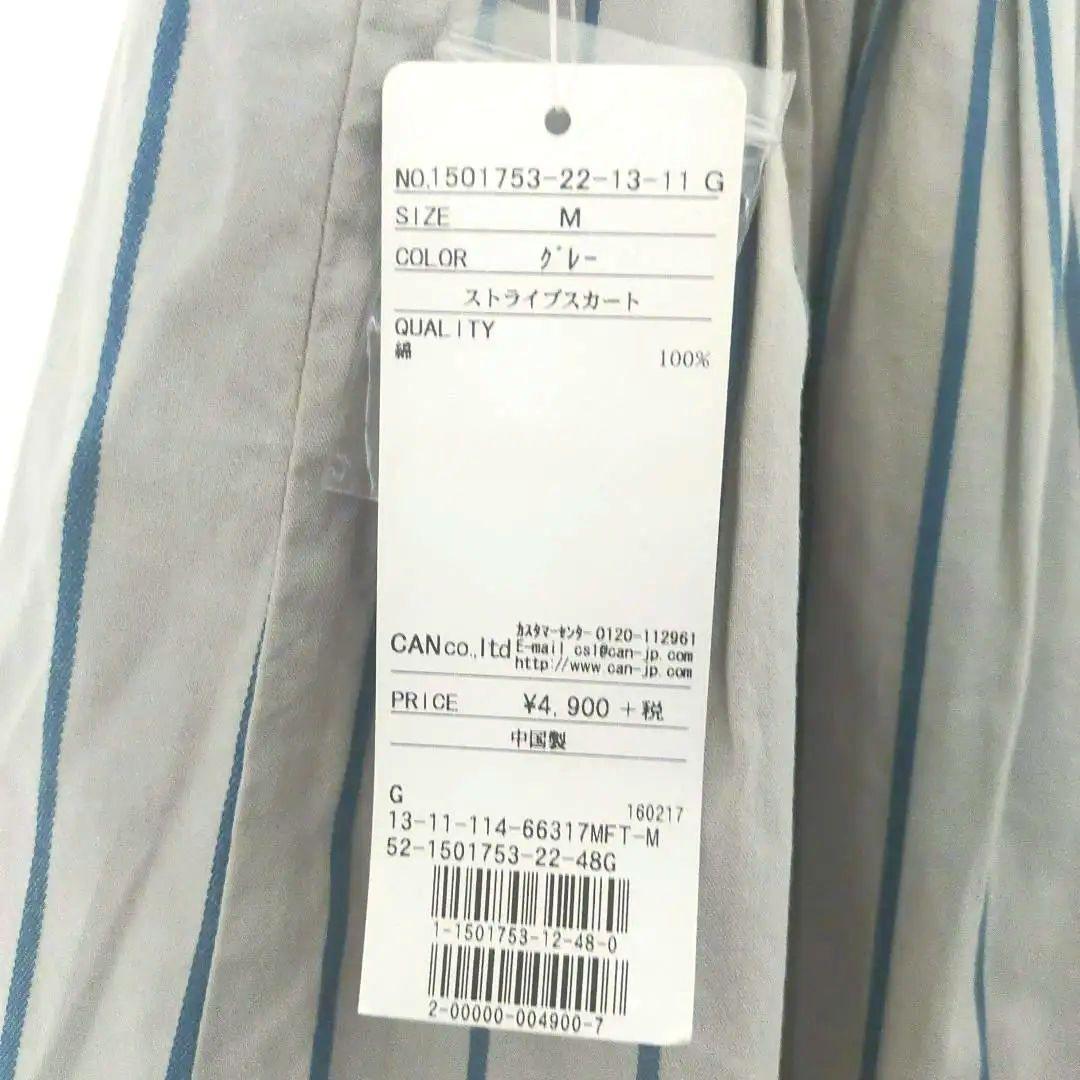 NO.1501753-22-13-11 G
SIZE M
COLOR グレー
ストライプスカート
QUALITY
綿 100%
CANco.,ltd
カスタマーセンター 0120-112961
E-mail cs1@can-jp.com
http://www.can-jp.com
PRICE ¥4,900 +税
中国製
G
160217
13-11-114-66317MFT-M
52-1501753-22-48G
1-1501753-12-48-0
2-00000-004900-7